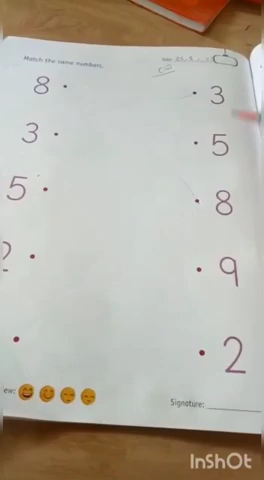 Match the same numbers.
8 • • 3
3 • • 5
5 • • 8
2 • • 9
• • 2
Signature:
InShOt